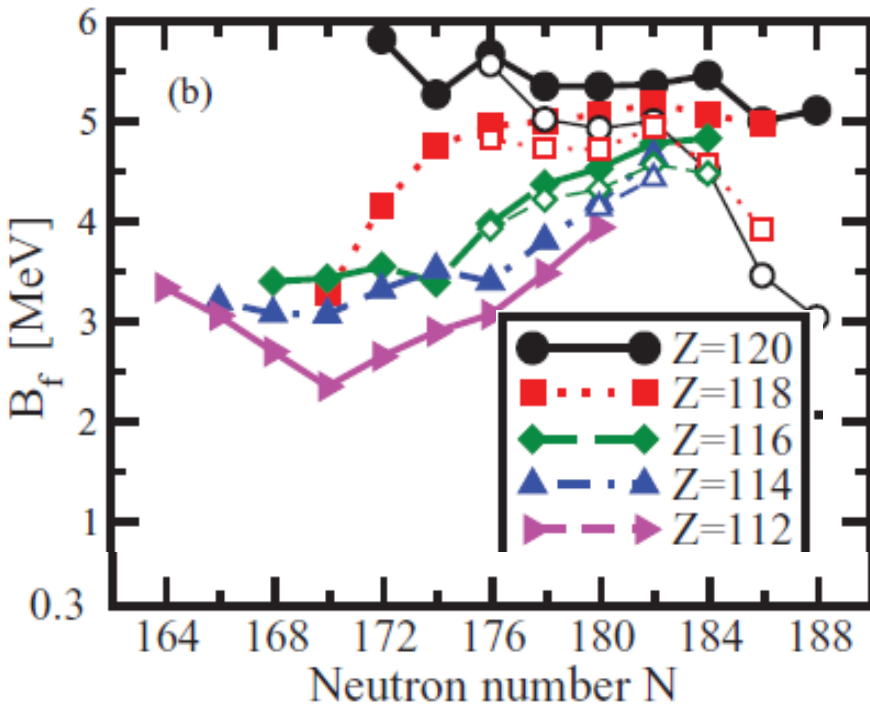 6
5
4
3
2
1
0.3
B_f [MeV]
(b)
Z=120
Z=118
Z=116
Z=114
Z=112
164 168 172 176 180 184 188
Neutron number N